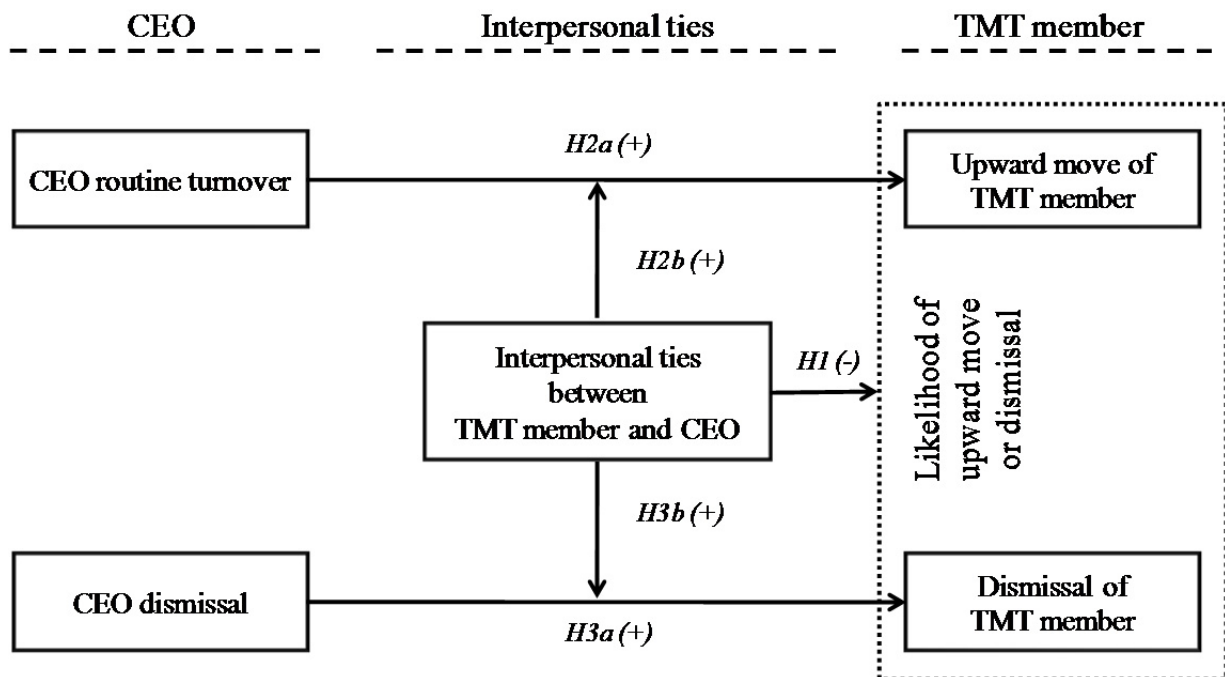 CEO
Interpersonal ties
TMT member
CEO routine turnover
H2a (+)
Upward move of
TMT member
H2b (+)
Interpersonal ties
between
TMT member and CEO
H1 (-)
Likelihood of
upward move
or dismissal
H3b (+)
CEO dismissal
H3a (+)
Dismissal of
TMT member